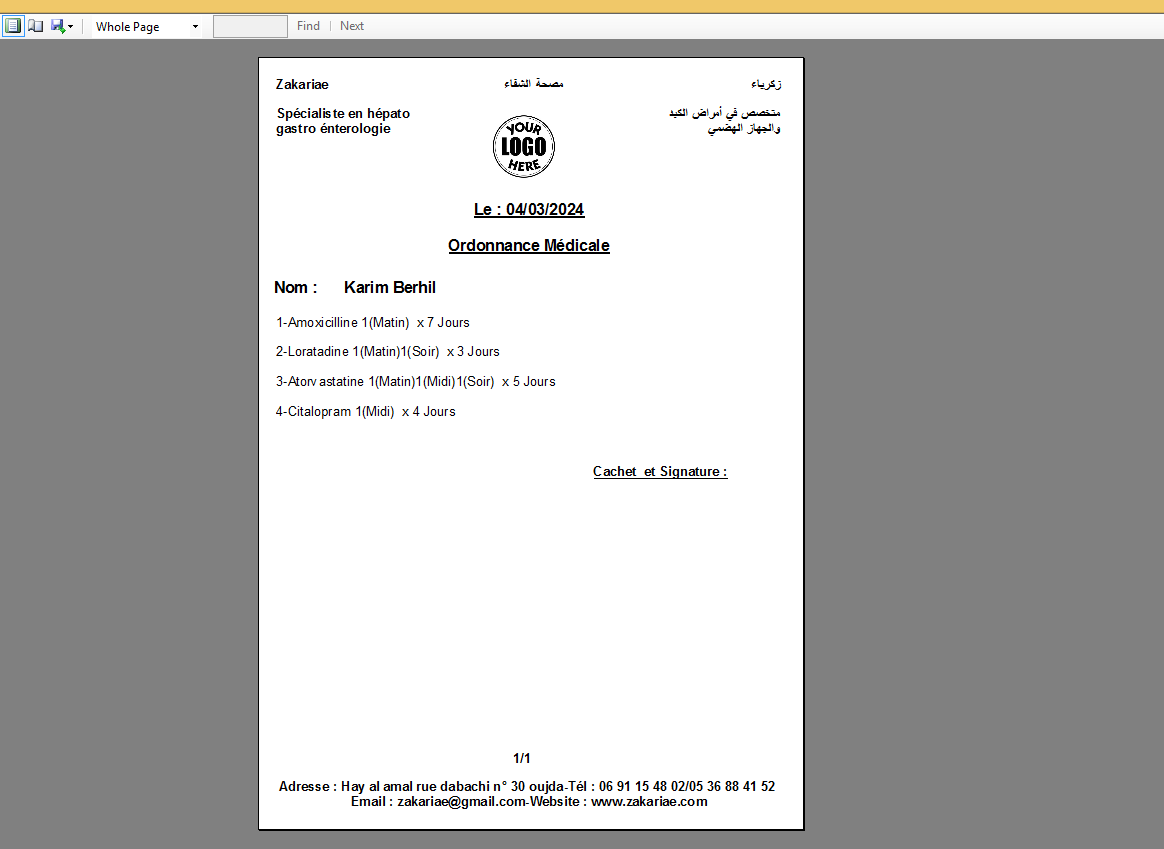 Whole Page
Find
Next
Zakariae
مصحة الشفاء
زكرياء
Spécialiste en hépato
gastro énterologie
متخصص في أمراض الكبد
والجهاز الهضمي
YOUR
LOGO
HERE
Le : 04/03/2024
Ordonnance Médicale
Nom : Karim Berhil
1-Amoxicilline 1(Matin) x 7 Jours
2-Loratadine 1(Matin)1(Soir) x 3 Jours
3-Atorvastatine 1(Matin)1(Midi)1(Soir) x 5 Jours
4-Citalopram 1(Midi) x 4 Jours
Cachet et Signature :
1/1
Adresse : Hay al amal rue dabachi n° 30 oujda-Tél : 06 91 15 48 02/05 36 88 41 52
Email : zakariae@gmail.com-Website : www.zakariae.com